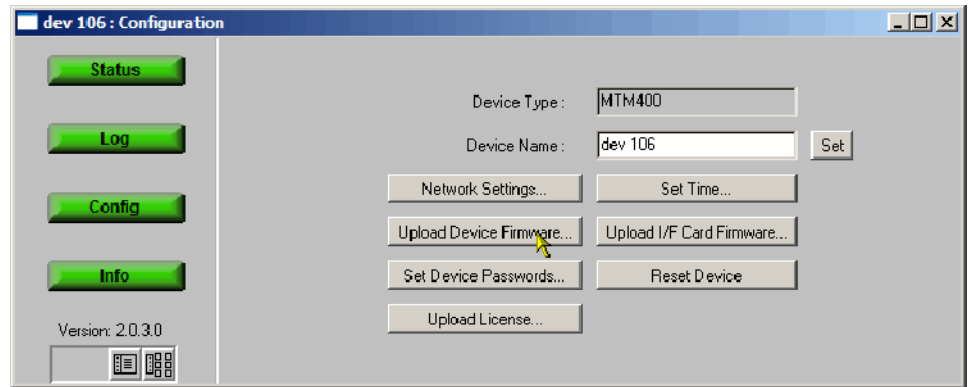 dev 106 : Configuration
Status
Log
Config
Info
Version: 2.0.3.0
Device Type :
MTM400
Device Name :
dev 106
Set
Network Settings...
Set Time...
Upload Device Firmware...
Upload I/F Card Firmware...
Set Device Passwords...
Reset Device
Upload License...